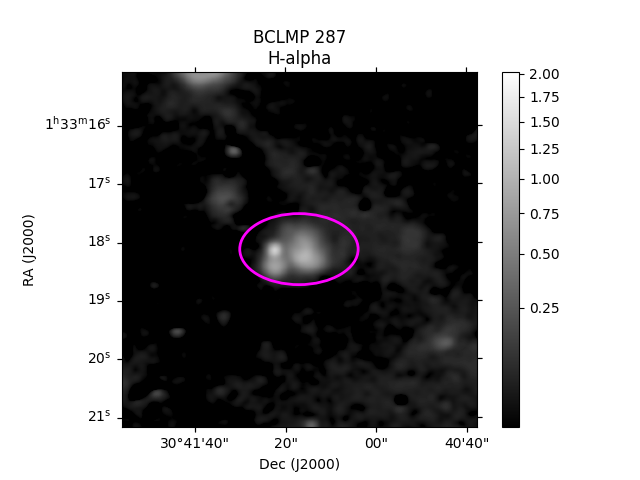 BCLMP 287
H-alpha
1h33m16s
17s
18s
19s
20s
21s
RA (J2000)
30°41'40"
20"
00"
40'40"
Dec (J2000)
2.00
1.75
1.50
1.25
1.00
0.75
0.50
0.25